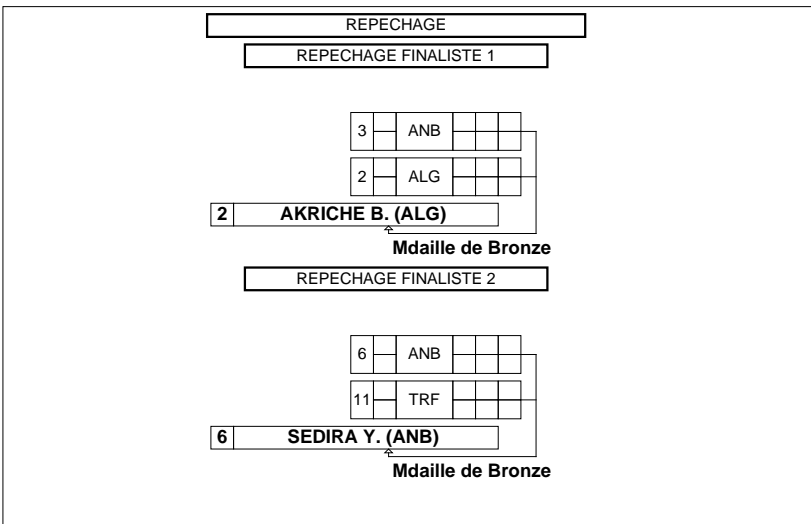 REPECHAGE
REPECHAGE FINALISTE 1
3 ANB
2 ALG
2 AKRICHE B. (ALG)
Mdaille de Bronze
REPECHAGE FINALISTE 2
6 ANB
11 TRF
6 SEDIRA Y. (ANB)
Mdaille de Bronze